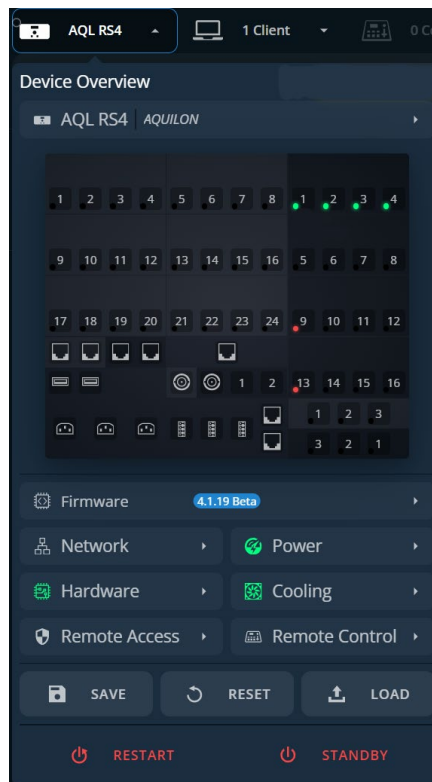 AQL RS4 1 Client 0 C
Device Overview
AQL RS4 AQUILON
1 2 3 4 5 6 7 8 1 2 3 4
9 10 11 12 13 14 15 16 5 6 7 8
17 18 19 20 21 22 23 24 9 10 11 12
1 2 13 14 15 16
1 2 3
3 2 1
Firmware 4.1.19 Beta
Network Power
Hardware Cooling
Remote Access Remote Control
SAVE RESET LOAD
RESTART STANDBY